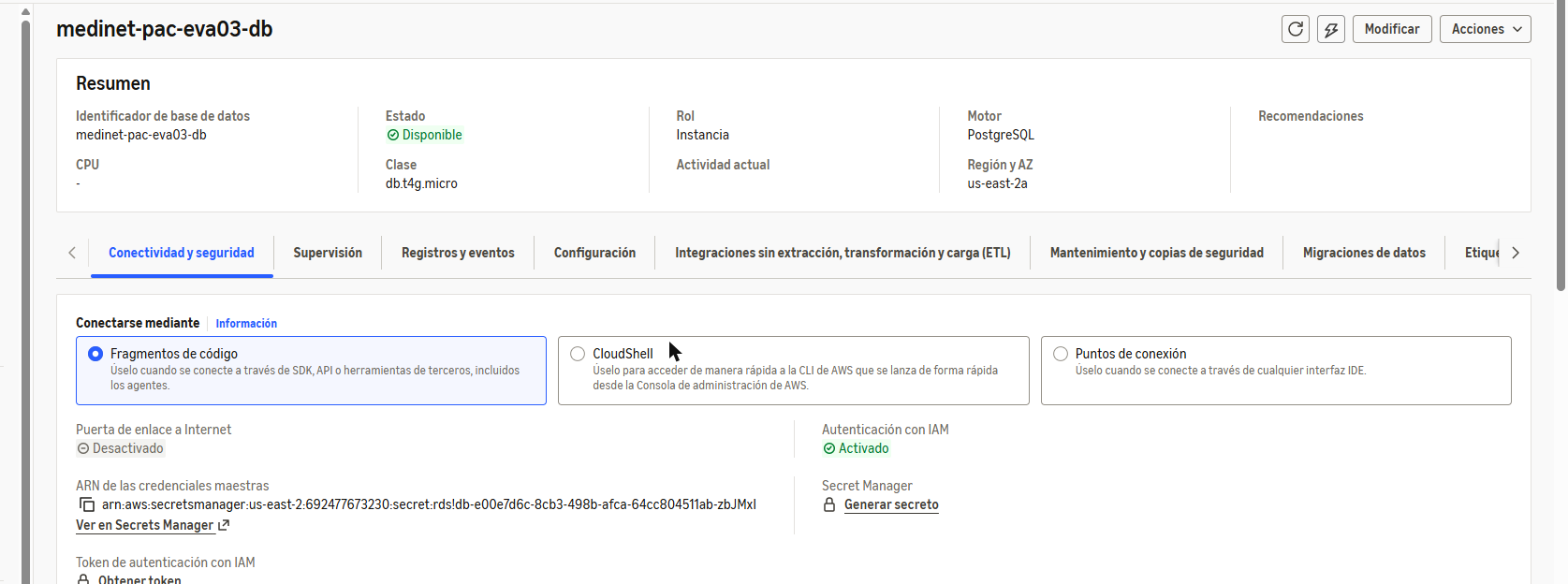 medinet-pac-eva03-db
Modificar
Acciones
Resumen
Identificador de base de datos
medinet-pac-eva03-db
Estado
Disponible
Rol
Instancia
Motor
PostgreSQL
Recomendaciones
CPU
-
Clase
db.t4g.micro
Actividad actual
Región y AZ
us-east-2a
Conectividad y seguridad
Supervisión
Registros y eventos
Configuración
Integraciones sin extracción, transformación y carga (ETL)
Mantenimiento y copias de seguridad
Migraciones de datos
Etique
Conectarse mediante
Información
Fragmentos de código
Úselo cuando se conecte a través de SDK, API o herramientas de terceros, incluidos
los agentes.
CloudShell
Úselo para acceder de manera rápida a la CLI de AWS que se lanza de forma rápida
desde la Consola de administración de AWS.
Puntos de conexión
Úselo cuando se conecte a través de cualquier interfaz IDE.
Puerta de enlace a Internet
Desactivado
Autenticación con IAM
Activado
ARN de las credenciales maestras
arn:aws:secretsmanager:us-east-2:692477673230:secret:rds!db-e00e7d6c-8cb3-498b-afca-64cc804511ab-zbJMxl
Ver en Secrets Manager
Secret Manager
Generar secreto
Token de autenticación con IAM
Obtener token